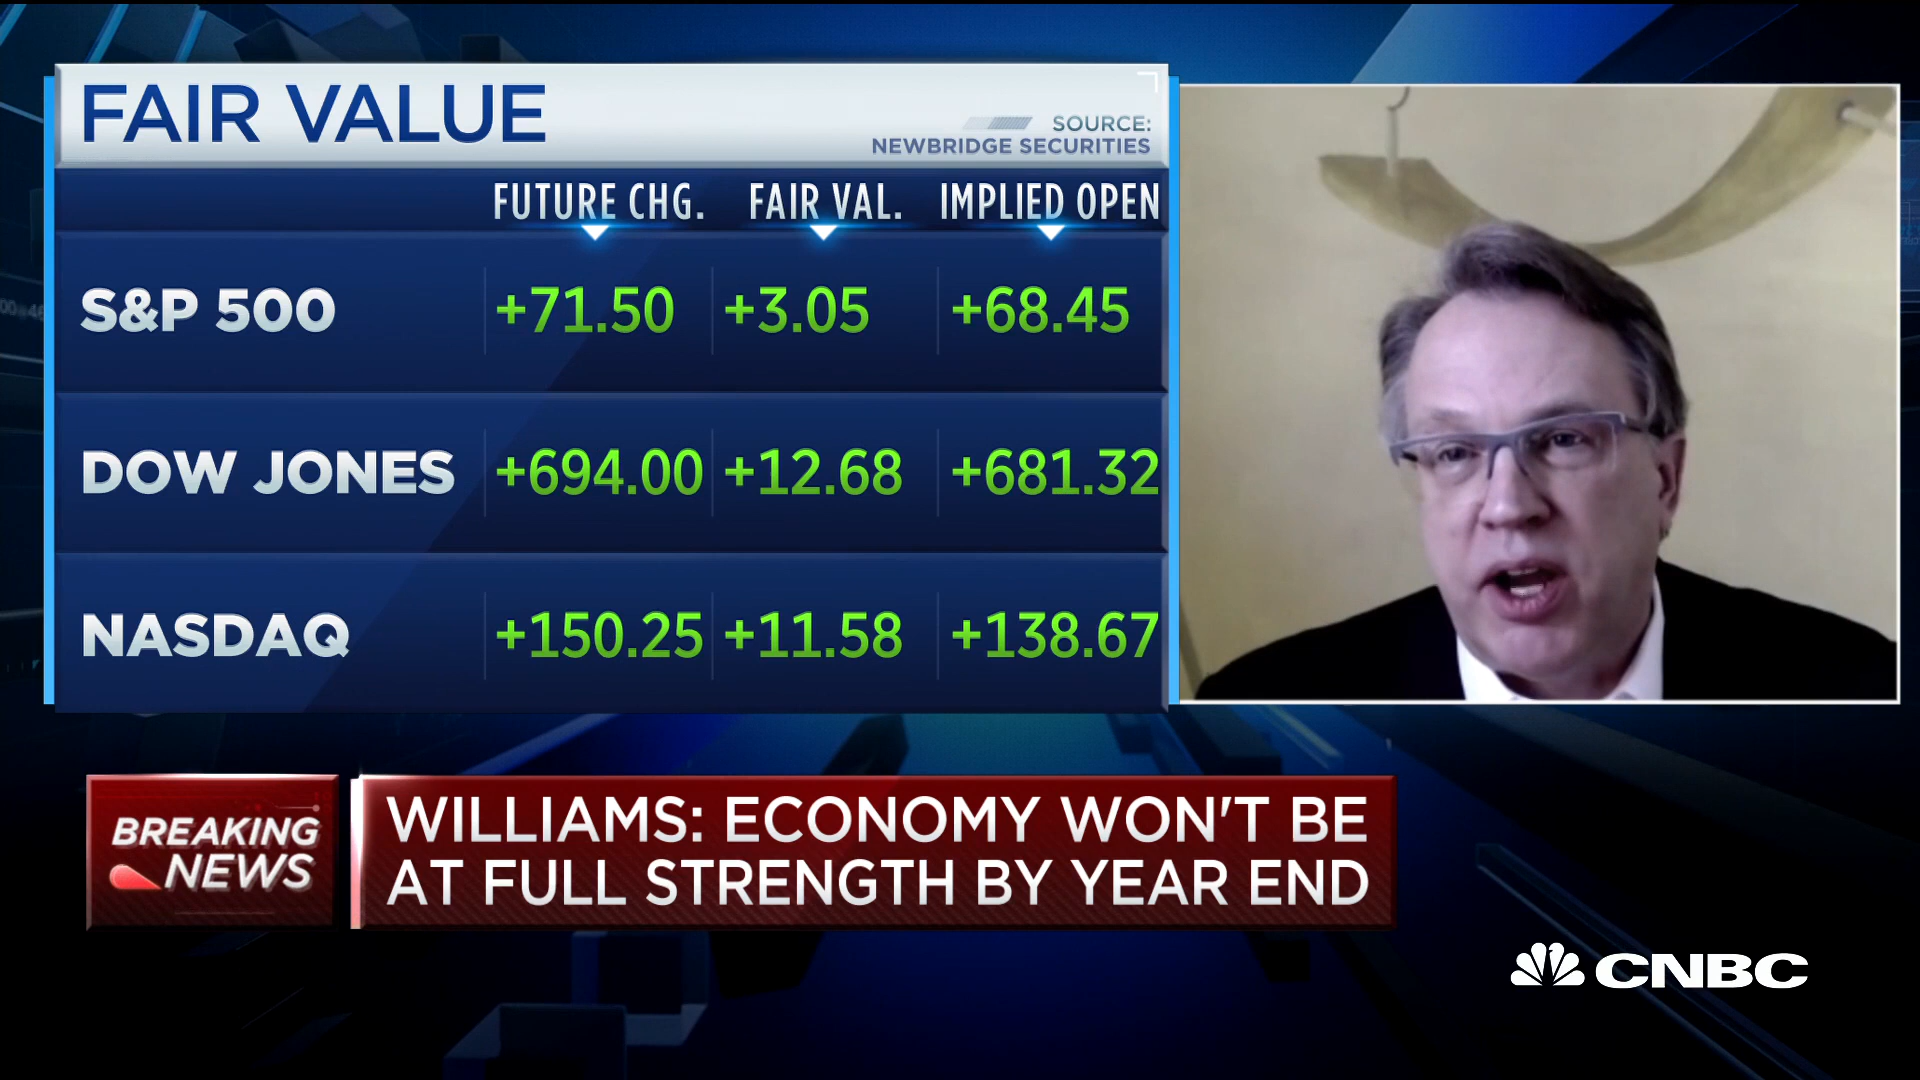 FAIR VALUE
SOURCE:
NEWBRIDGE SECURITIES
FUTURE CHG. FAIR VAL. IMPLIED OPEN
S&P 500 +71.50 +3.05 +68.45
DOW JONES +694.00 +12.68 +681.32
NASDAQ +150.25 +11.58 +138.67
BREAKING NEWS
WILLIAMS: ECONOMY WON'T BE
AT FULL STRENGTH BY YEAR END
CNBC